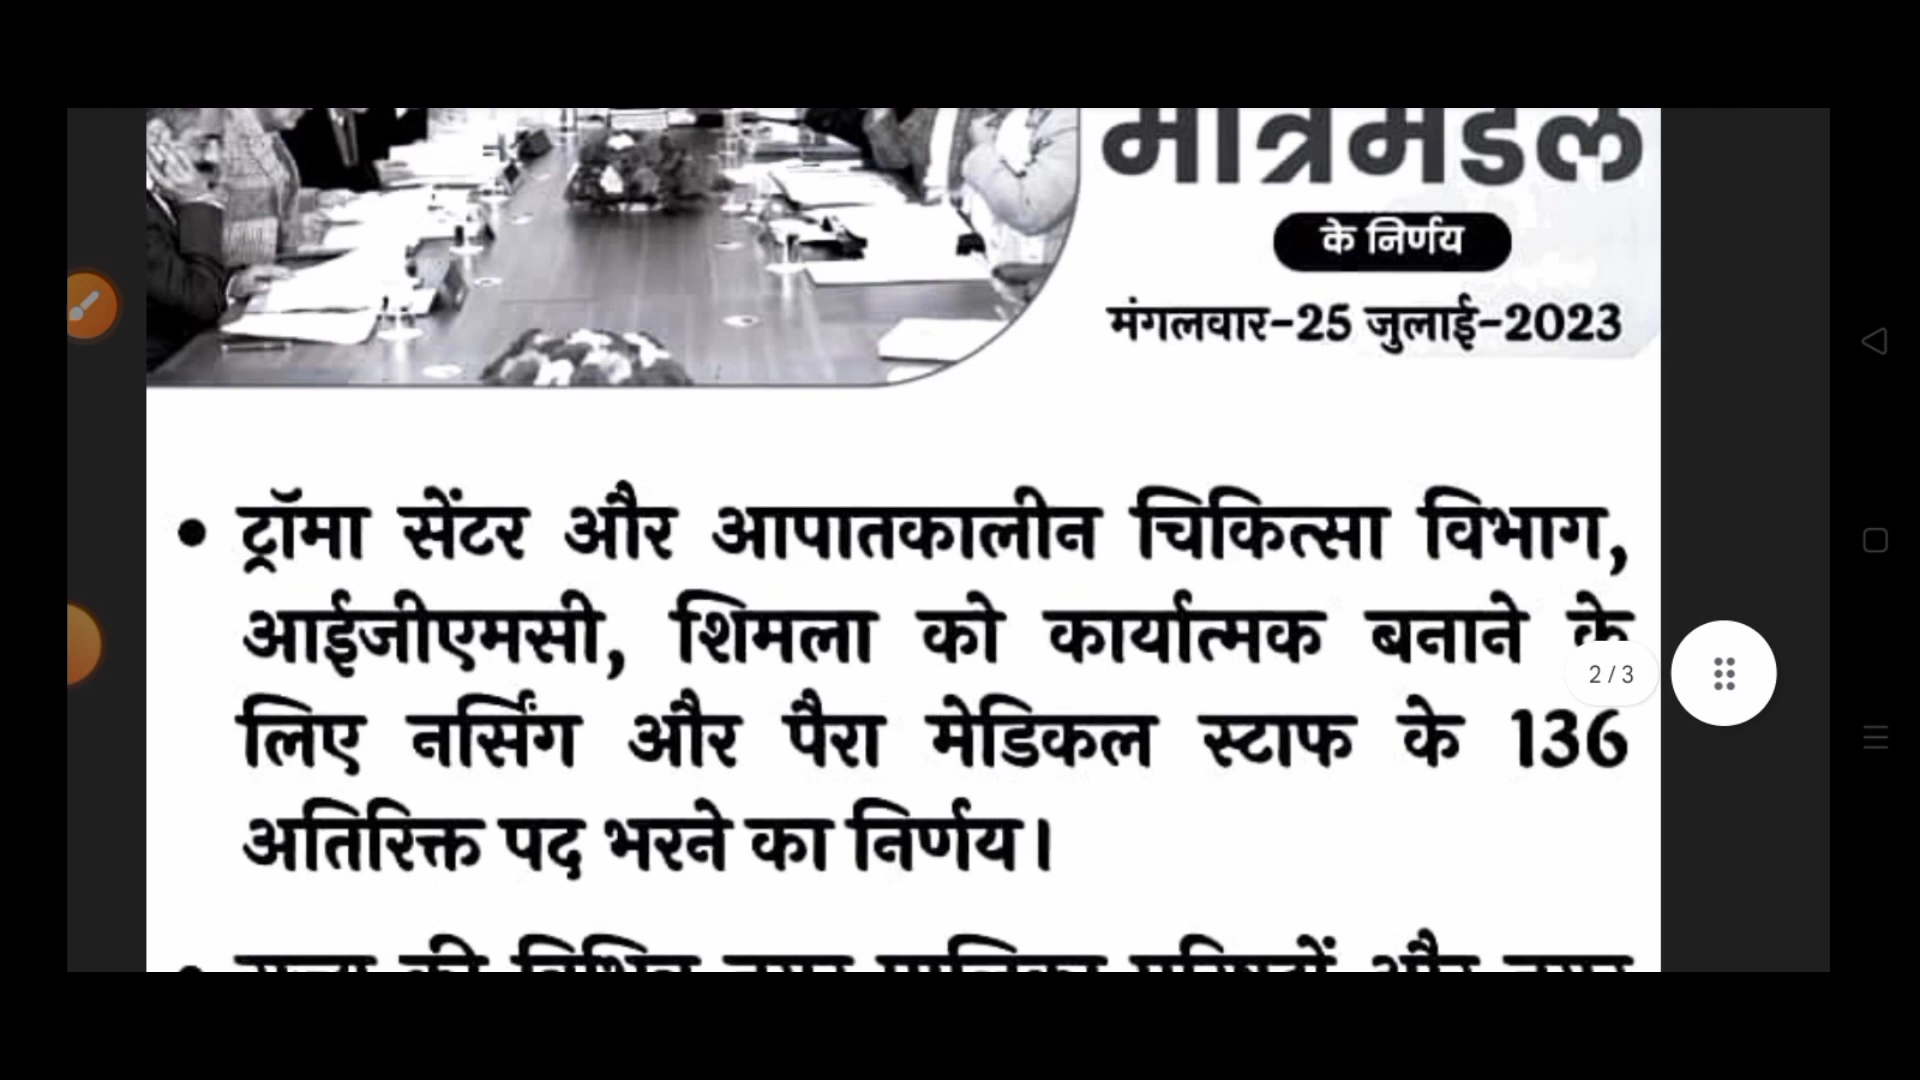 मंत्रिमंडल
के निर्णय
मंगलवार-25 जुलाई-2023
• ट्रॉमा सेंटर और आपातकालीन चिकित्सा विभाग,
आईजीएमसी, शिमला को कार्यात्मक बनाने के
2 / 3
लिए नर्सिंग और पैरा मेडिकल स्टाफ के 136
अतिरिक्त पद भरने का निर्णय।